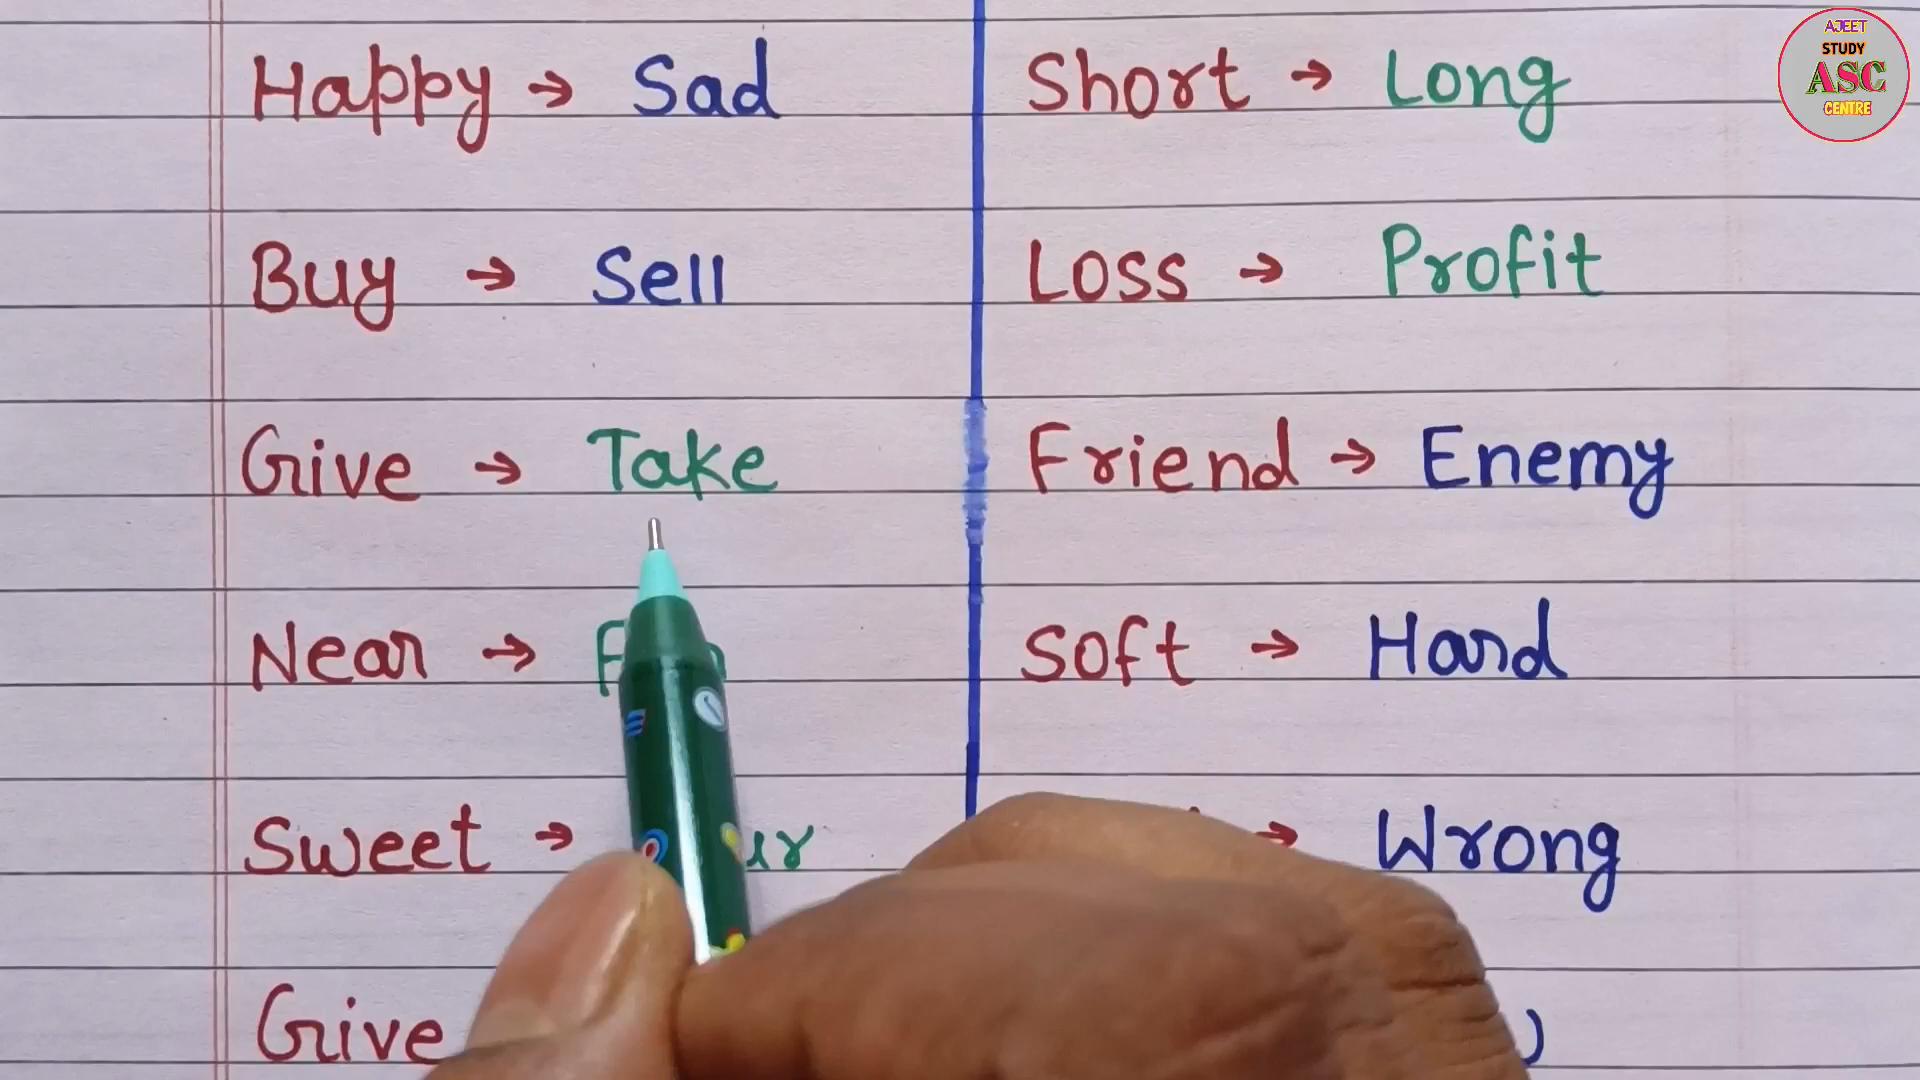 Happy → Sad
Buy → Sell
Give → Take
Near →
Sweet →
Give
Short → Long
Loss → Profit
Friend → Enemy
Soft → Hard
→ Wrong
AJEET
STUDY
ASC
CENTRE